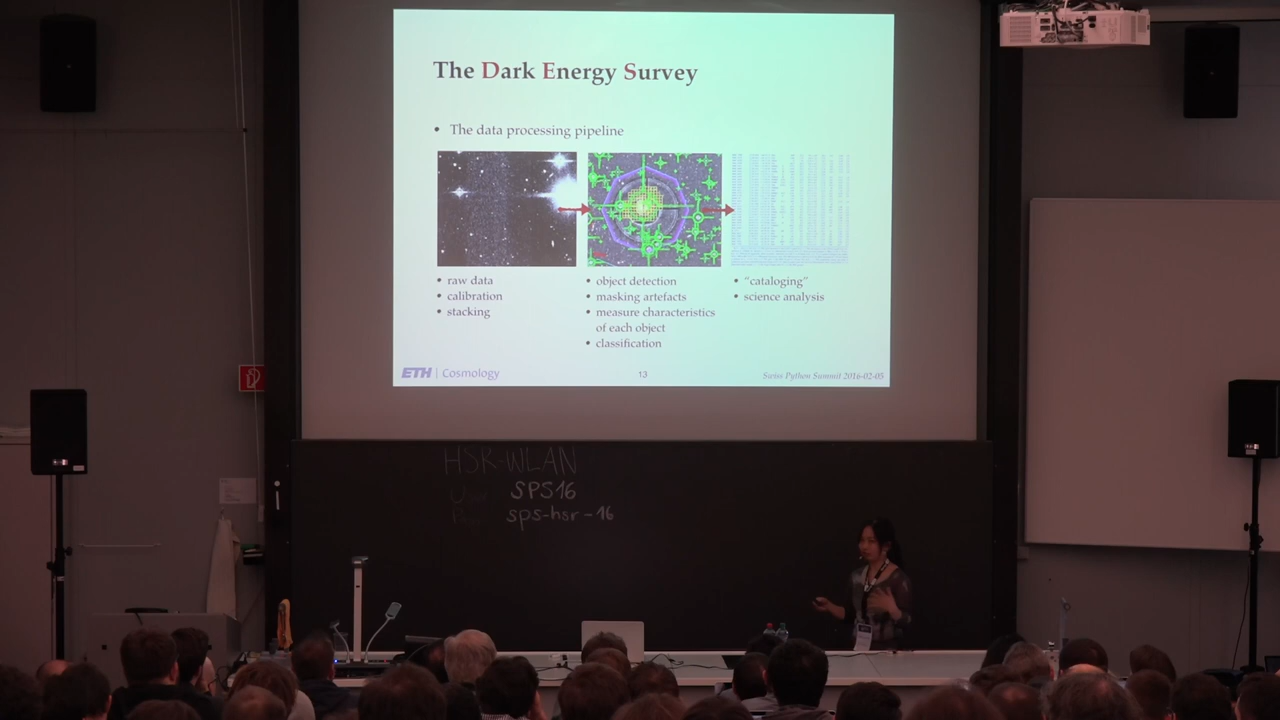 The Dark Energy Survey
• The data processing pipeline
• raw data
• calibration
• stacking
• object detection
• masking artefacts
• measure characteristics
of each object
• classification
• "cataloging"
• science analysis
ETH | Cosmology
13
Swiss Python Summit 2016-02-05
HSR-WLAN
SPS16
sps-hsr-16